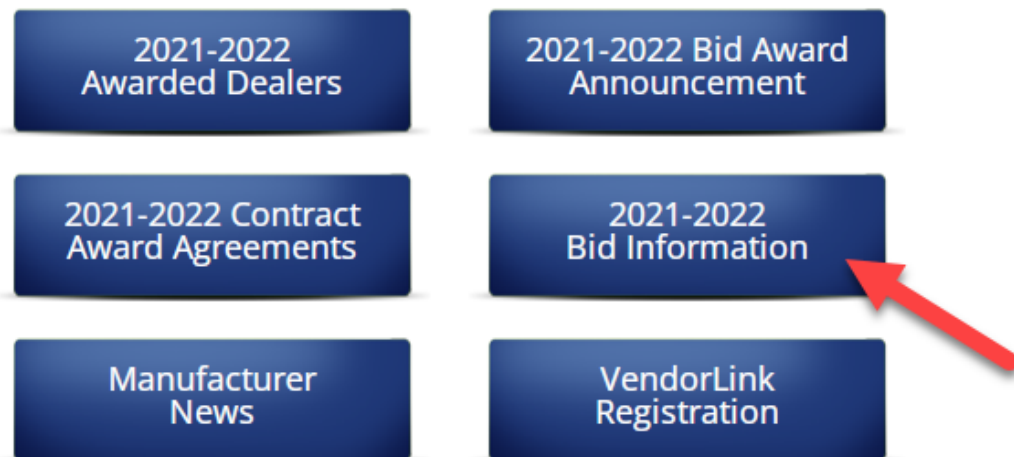 2021-2022
Awarded Dealers
2021-2022 Bid Award
Announcement
2021-2022 Contract
Award Agreements
2021-2022
Bid Information
Manufacturer
News
VendorLink
Registration